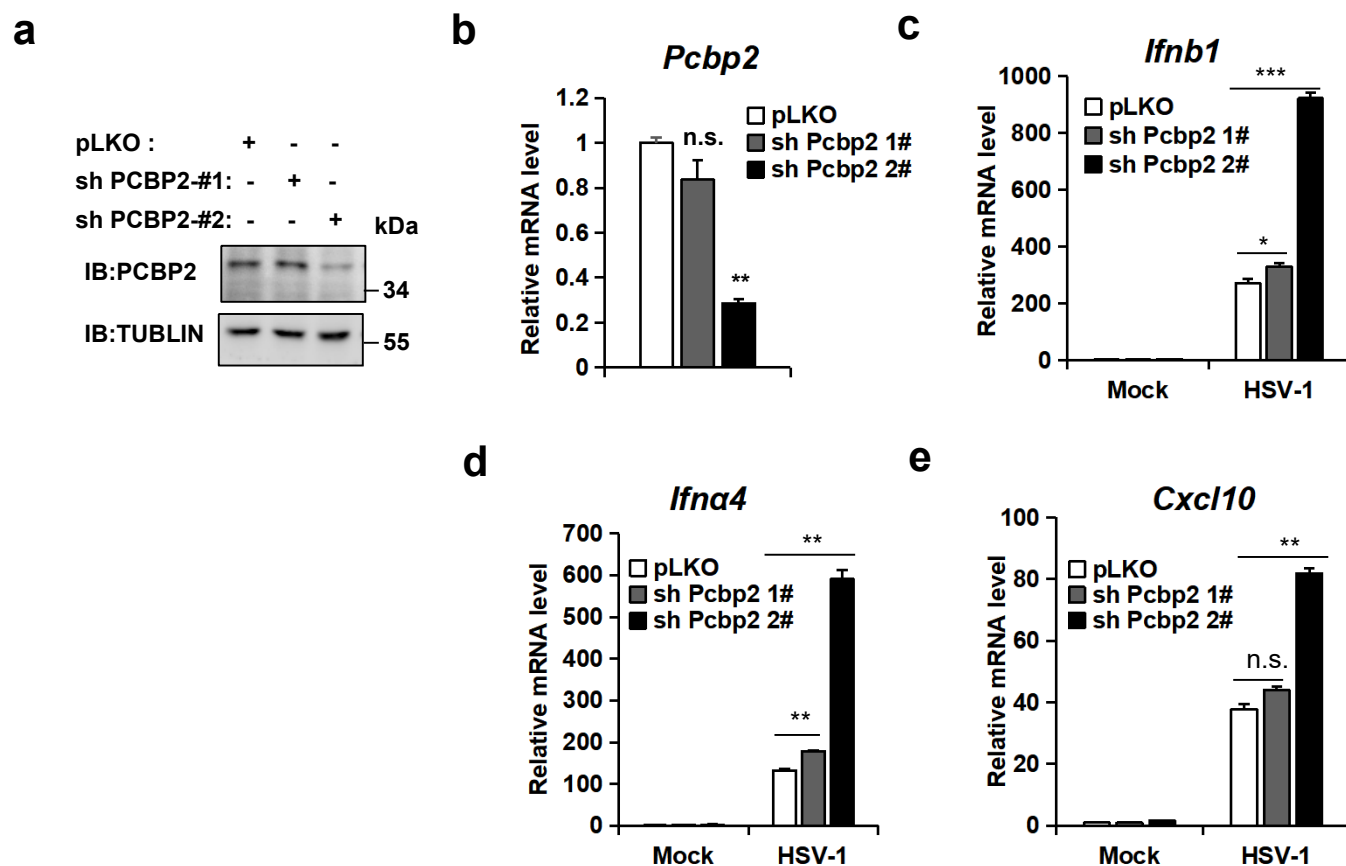 a
pLKO : + - -
sh PCBP2-#1: - + -
sh PCBP2-#2: - - + kDa
IB:PCBP2
34
IB:TUBLIN
55
b
Pcbp2
Relative mRNA level
1.2
1
0.8
0.6
0.4
0.2
0
n.s.
**
pLKO
sh Pcbp2 1#
sh Pcbp2 2#
c
Ifnb1
Relative mRNA level
1000
800
600
400
200
0
pLKO
sh Pcbp2 1#
sh Pcbp2 2#
***
*
Mock HSV-1
d
Ifnα4
Relative mRNA level
700
600
500
400
300
200
100
0
pLKO
sh Pcbp2 1#
sh Pcbp2 2#
**
**
Mock HSV-1
e
Cxcl10
Relative mRNA level
100
80
60
40
20
0
pLKO
sh Pcbp2 1#
sh Pcbp2 2#
**
n.s.
Mock HSV-1